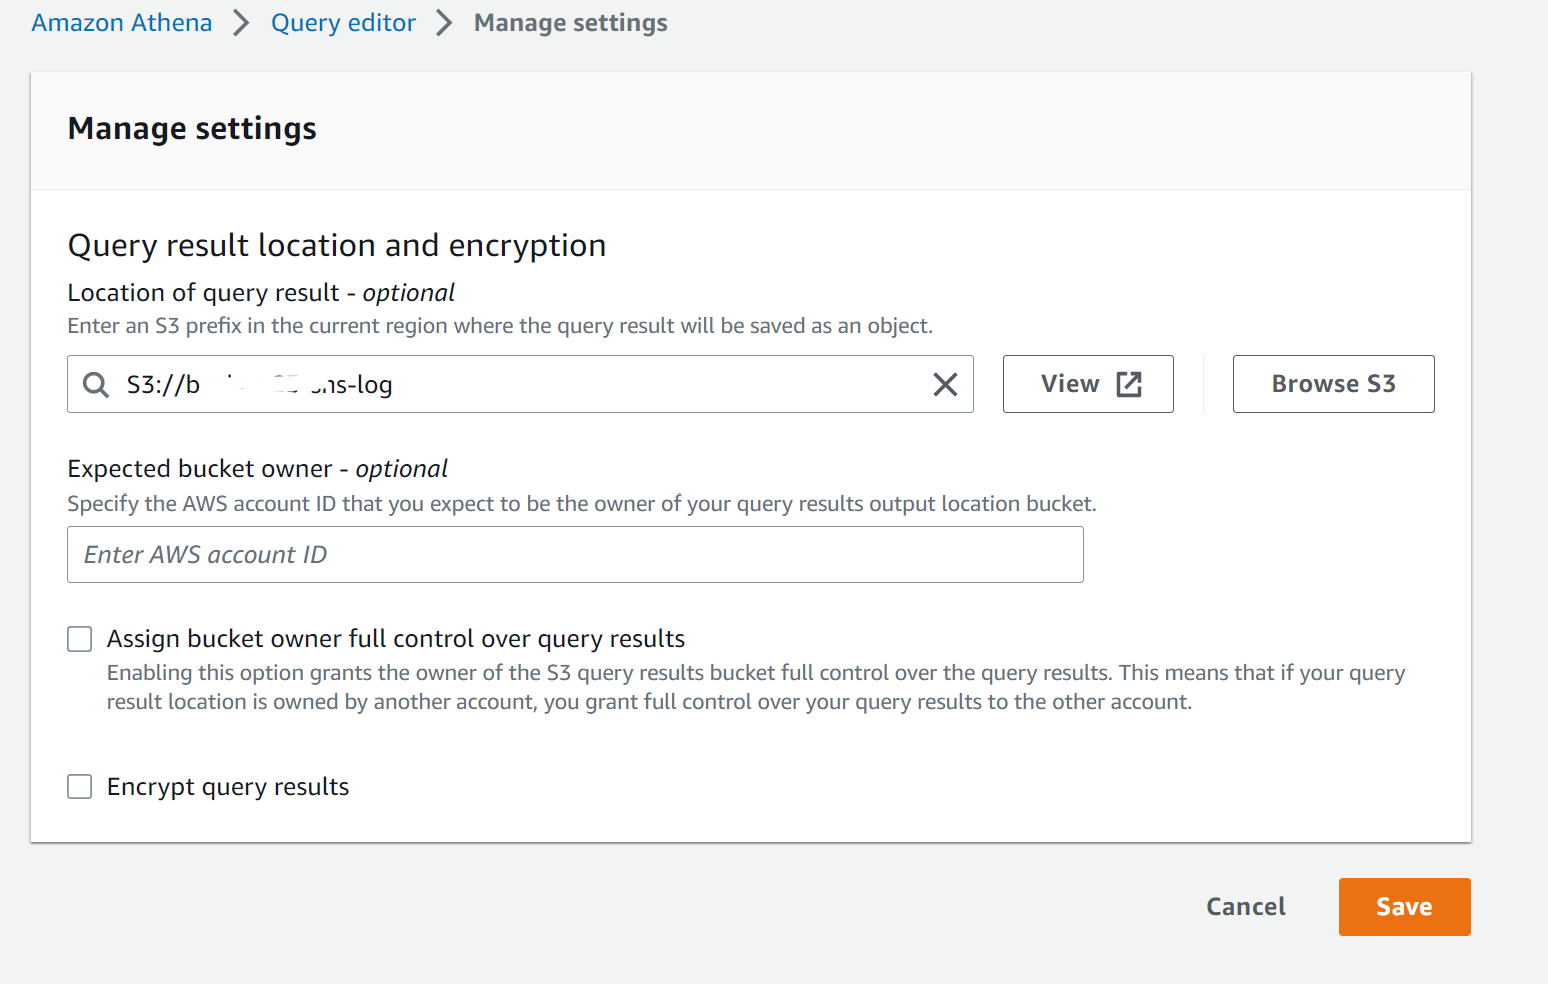 Amazon Athena > Query editor > Manage settings
Manage settings
Query result location and encryption
Location of query result - optional
Enter an S3 prefix in the current region where the query result will be saved as an object.
S3://b -log
View
Browse S3
Expected bucket owner - optional
Specify the AWS account ID that you expect to be the owner of your query results output location bucket.
Enter AWS account ID
Assign bucket owner full control over query results
Enabling this option grants the owner of the S3 query results bucket full control over the query results. This means that if your query
result location is owned by another account, you grant full control over your query results to the other account.
Encrypt query results
Cancel
Save